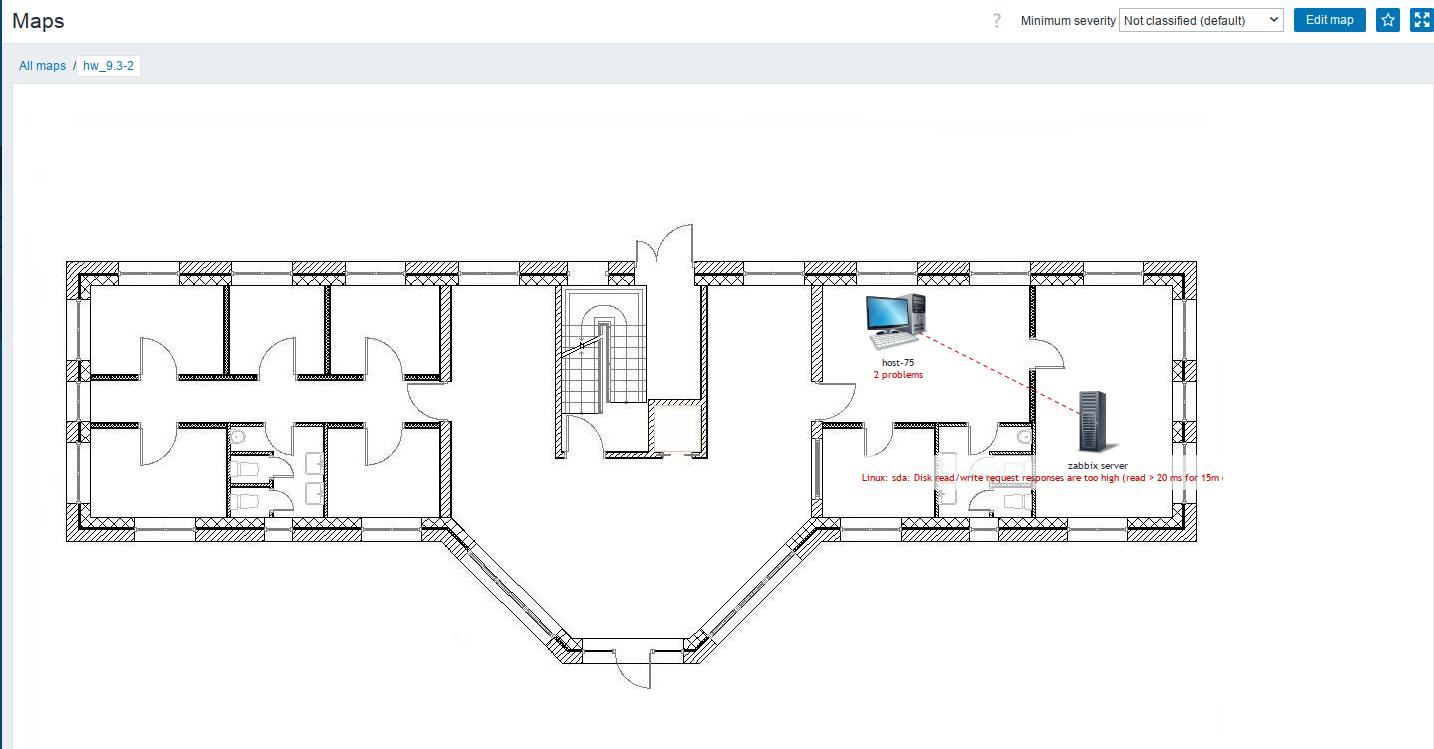 Maps
? Minimum severity Not classified (default) Edit map
All maps / hw_9.3-2
host-75
2 problems
zabbix server
Linux: sda: Disk read/write request responses are too high (read > 20 ms for 15m